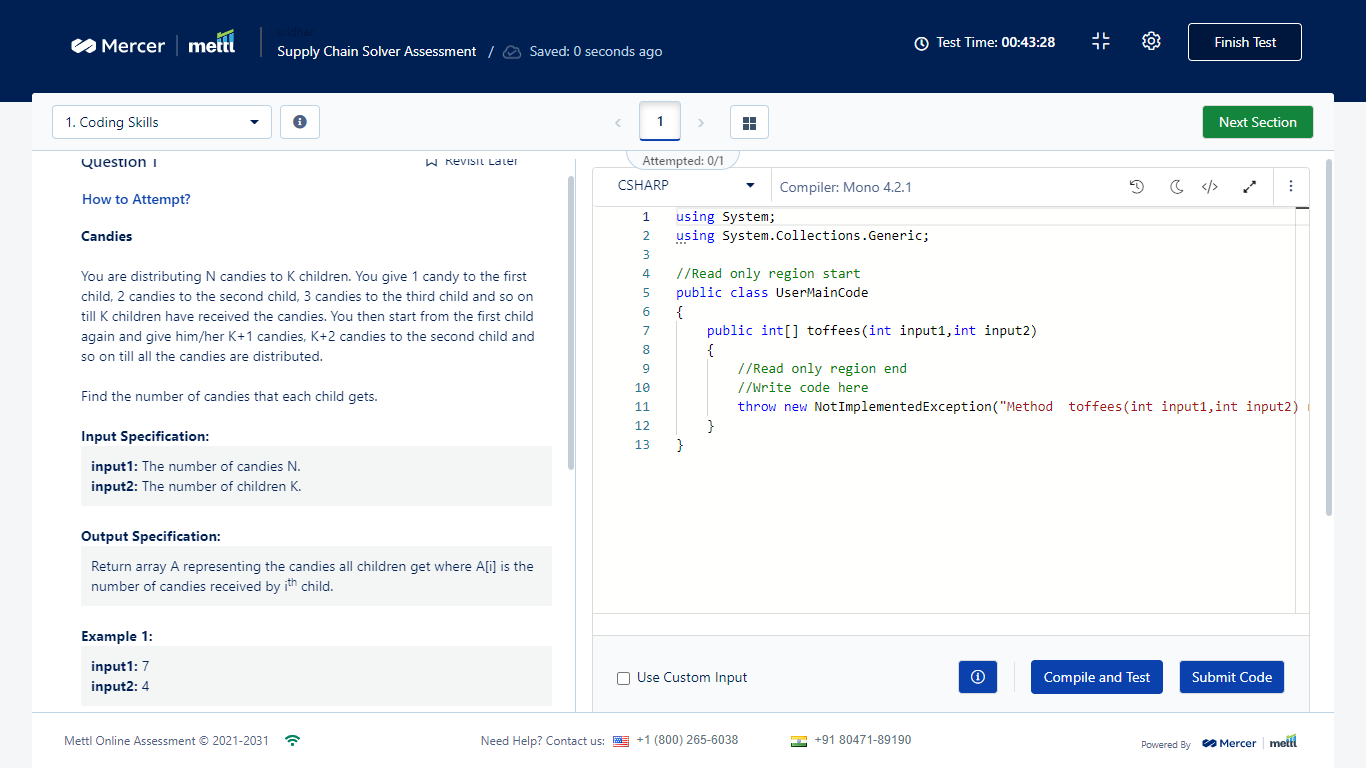 Mercer | mettl
Supply Chain Solver Assessment / Saved: 0 seconds ago
Test Time: 00:43:28
Finish Test
1. Coding Skills
1
Next Section
Attempted: 0/1
Question 1
Revisit Later
How to Attempt?
Candies
You are distributing N candies to K children. You give 1 candy to the first
child, 2 candies to the second child, 3 candies to the third child and so on
till K children have received the candies. You then start from the first child
again and give him/her K+1 candies, K+2 candies to the second child and
so on till all the candies are distributed.
Find the number of candies that each child gets.
Input Specification:
input1: The number of candies N.
input2: The number of children K.
Output Specification:
Return array A representing the candies all children get where A[i] is the
number of candies received by ith child.
Example 1:
input1: 7
input2: 4
CSHARP
Compiler: Mono 4.2.1
1 using System;
2 using System.Collections.Generic;
3
4 //Read only region start
5 public class UserMainCode
6 {
7 public int[] toffees(int input1,int input2)
8 {
9 //Read only region end
10 //Write code here
11 throw new NotImplementedException("Method toffees(int input1,int input2)
12 }
13 }
Use Custom Input
Compile and Test
Submit Code
Mettl Online Assessment © 2021-2031
Need Help? Contact us: +1 (800) 265-6038
+91 80471-89190
Powered By Mercer | mettl